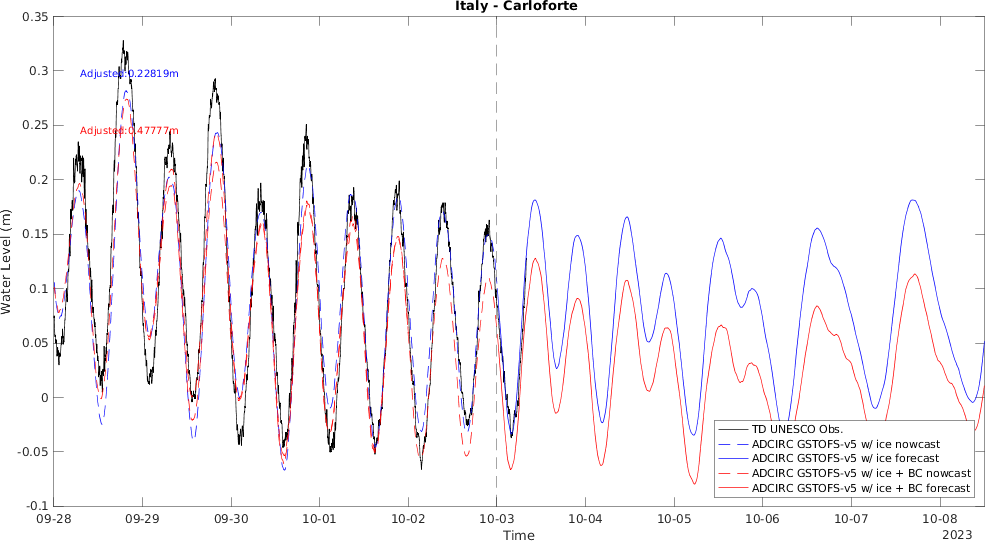 Italy - Carloforte
0.35
0.3
0.25
0.2
0.15
0.1
0.05
0
-0.05
-0.1
Water Level (m)
Adjusted:0.22819m
Adjusted:0.47777m
TD UNESCO Obs.
ADCIRC GSTOFS-v5 w/ ice nowcast
ADCIRC GSTOFS-v5 w/ ice forecast
ADCIRC GSTOFS-v5 w/ ice + BC nowcast
ADCIRC GSTOFS-v5 w/ ice + BC forecast
09-28 09-29 09-30 10-01 10-02 10-03 10-04 10-05 10-06 10-07 10-08
2023
Time